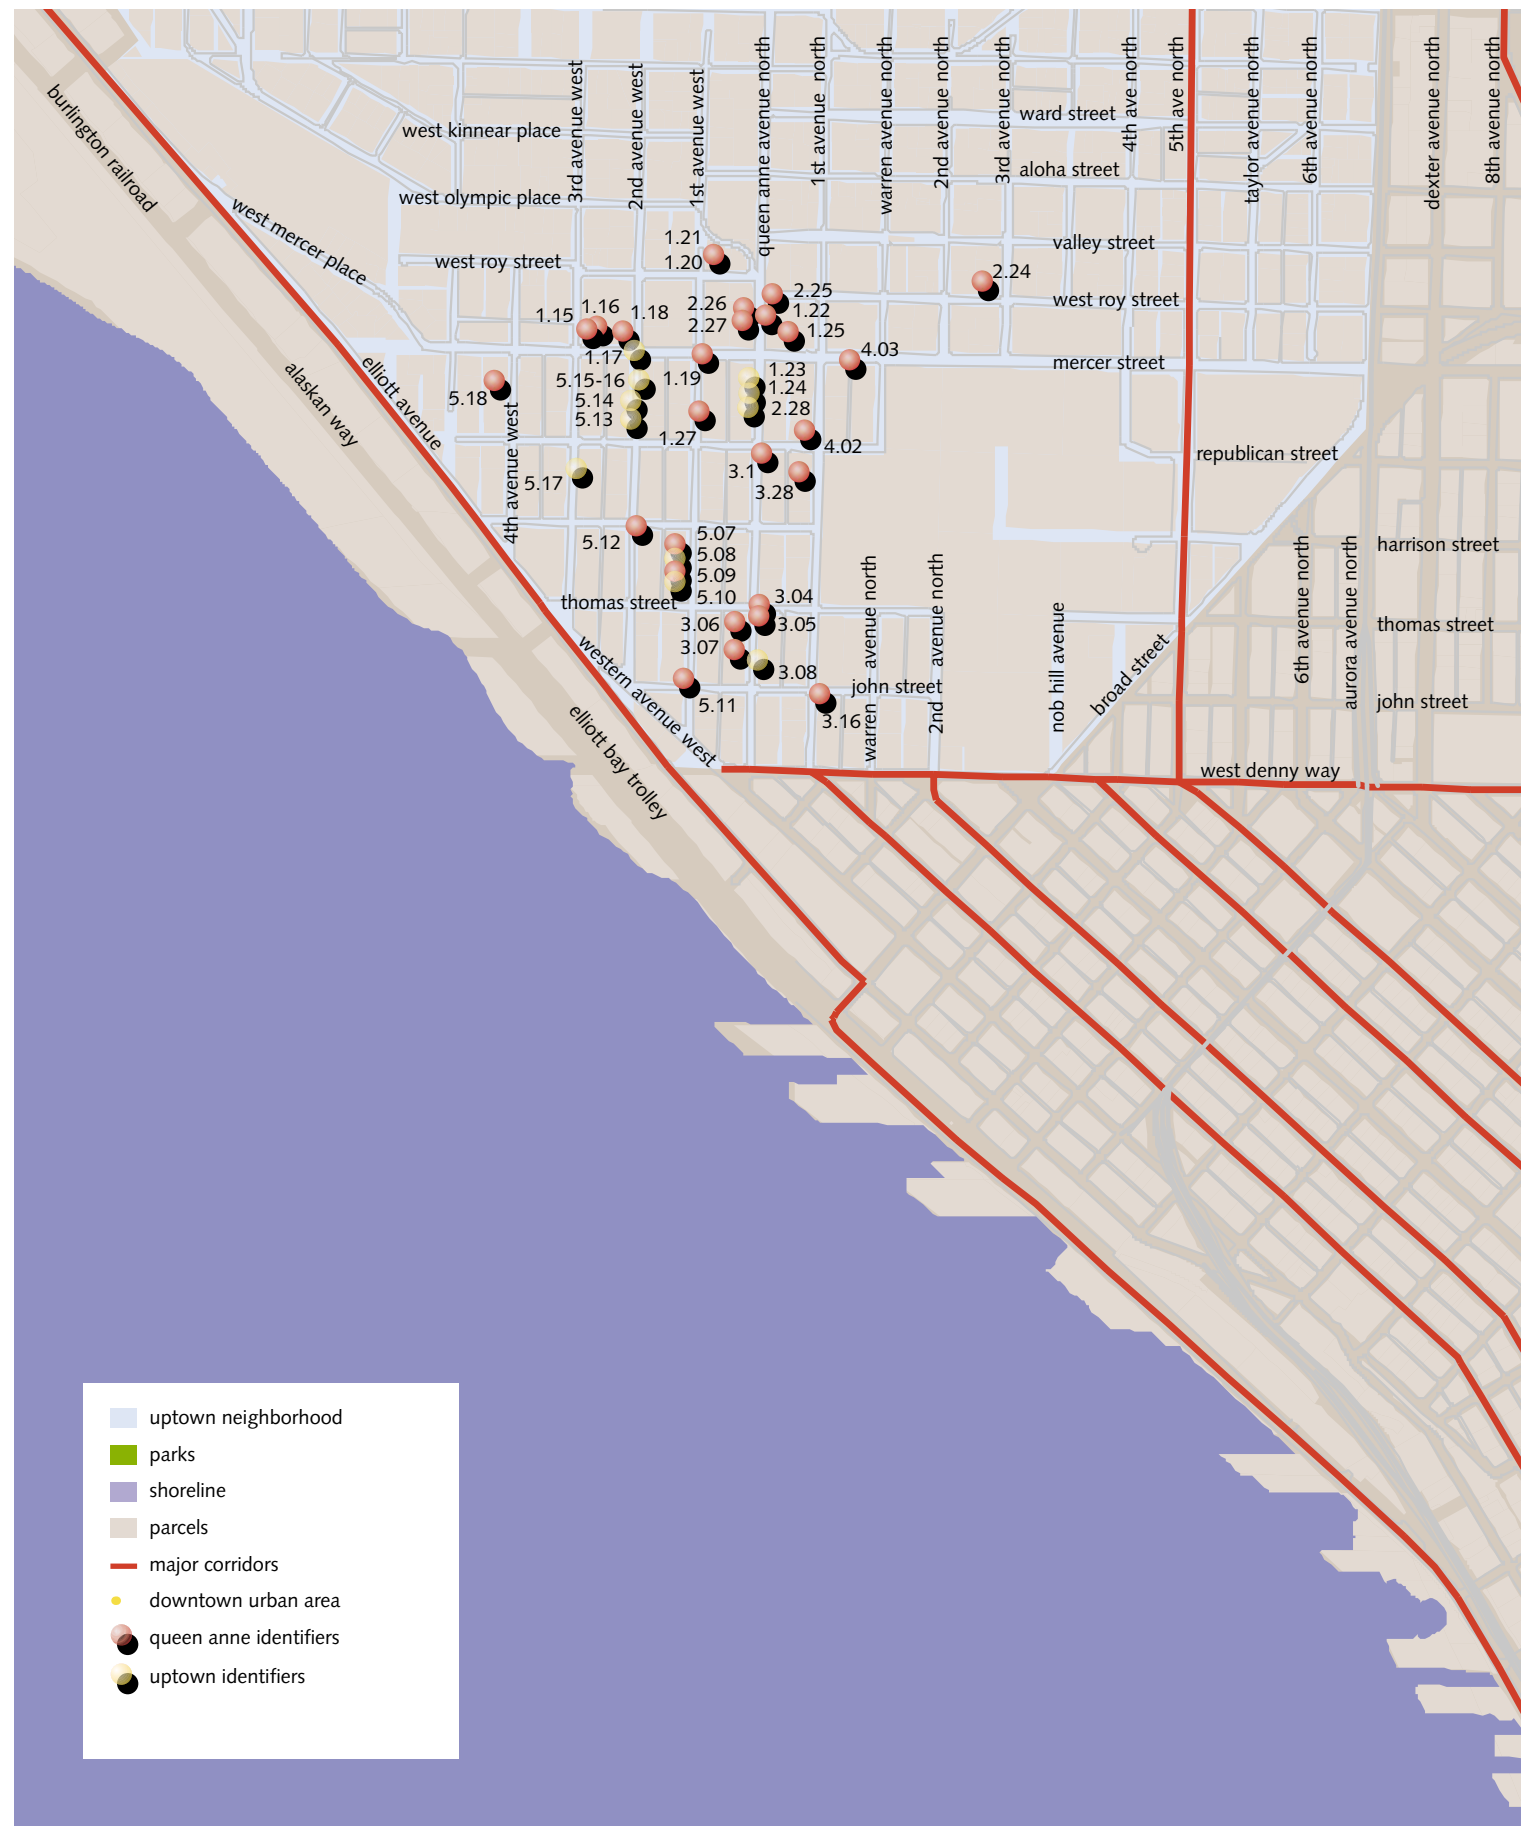 burlington railroad
alaskan way
elliott avenue
elliott bay trolley
western avenue west
west mercer place
west kinnear place
west olympic place
west roy street
3rd avenue west
2nd avenue west
1st avenue west
queen anne avenue north
1st avenue north
warren avenue north
2nd avenue north
3rd avenue north
4th ave north
5th ave north
taylor avenue north
6th avenue north
dexter avenue north
8th avenue north
ward street
aloha street
valley street
west roy street
mercer street
republican street
harrison street
thomas street
john street
west denny way
4th avenue west
thomas street
john street
warren avenue north
2nd avenue north
nob hill avenue
broad street
6th avenue north
aurora avenue north
1.21
1.20
2.24
2.25
2.26
1.22
2.27
1.25
1.15
1.16
1.18
1.17
4.03
5.15-16
1.19
1.23
1.24
5.18
5.14
5.13
2.28
1.27
4.02
3.1
3.28
5.17
5.12
5.07
5.08
5.09
5.10
3.04
3.06
3.05
3.07
3.08
5.11
3.16
uptown neighborhood
parks
shoreline
parcels
major corridors
downtown urban area
queen anne identifiers
uptown identifiers